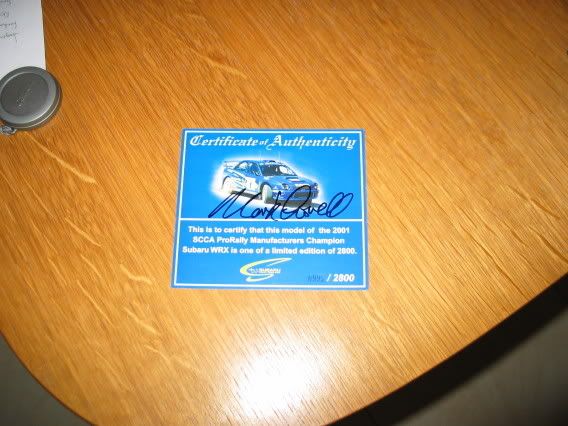 Certificate of Authenticity
This is to certify that this model of the 2001
SCCA ProRally Manufacturers Champion
Subaru WRX is one of a limited edition of 2800.
SUBARU
/ 2800